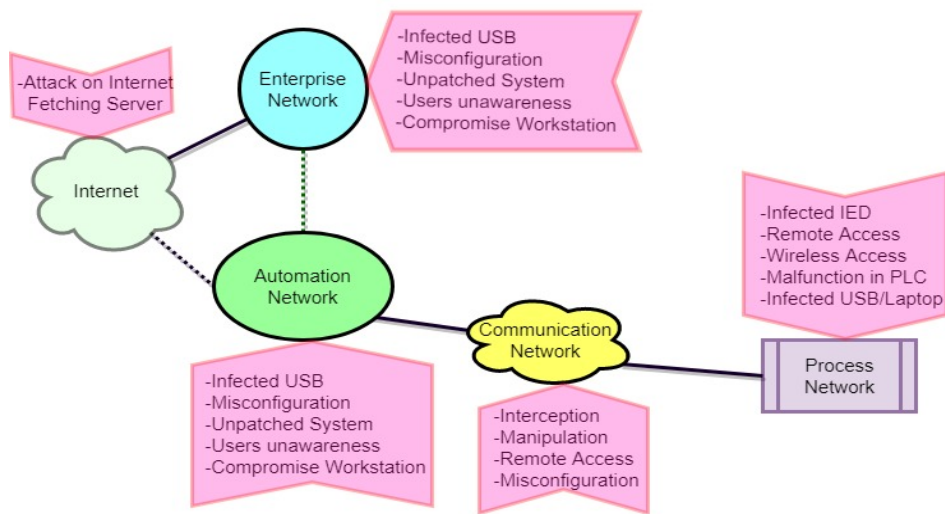 -Attack on Internet
Fetching Server
Internet
Enterprise
Network
-Infected USB
-Misconfiguration
-Unpatched System
-Users unawareness
-Compromise Workstation
Automation
Network
-Infected USB
-Misconfiguration
-Unpatched System
-Users unawareness
-Compromise Workstation
Communication
Network
-Interception
-Manipulation
-Remote Access
-Misconfiguration
-Infected IED
-Remote Access
-Wireless Access
-Malfunction in PLC
-Infected USB/Laptop
Process
Network